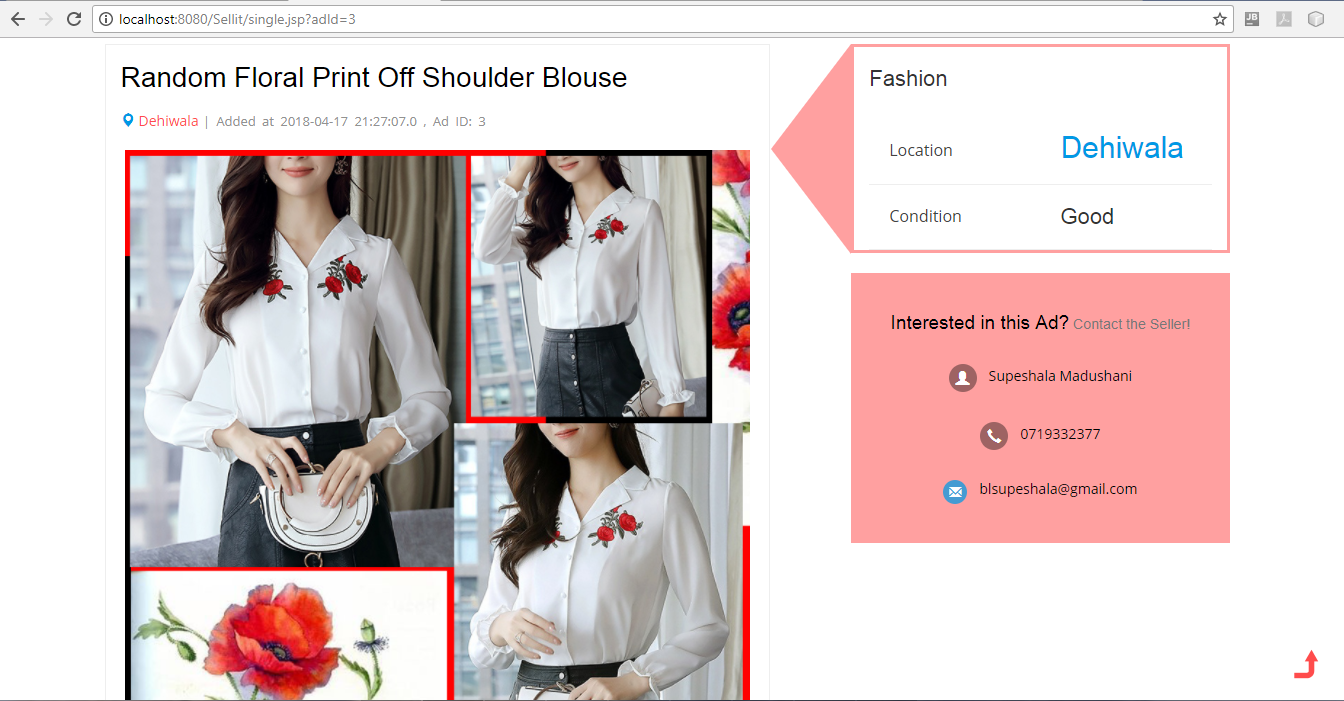 localhost:8080/Sellit/single.jsp?adId=3
JB
Random Floral Print Off Shoulder Blouse
Dehiwala | Added at 2018-04-17 21:27:07.0 , Ad ID: 3
Fashion
Location Dehiwala
Condition Good
Interested in this Ad? Contact the Seller!
Supeshala Madushani
0719332377
blsupeshala@gmail.com